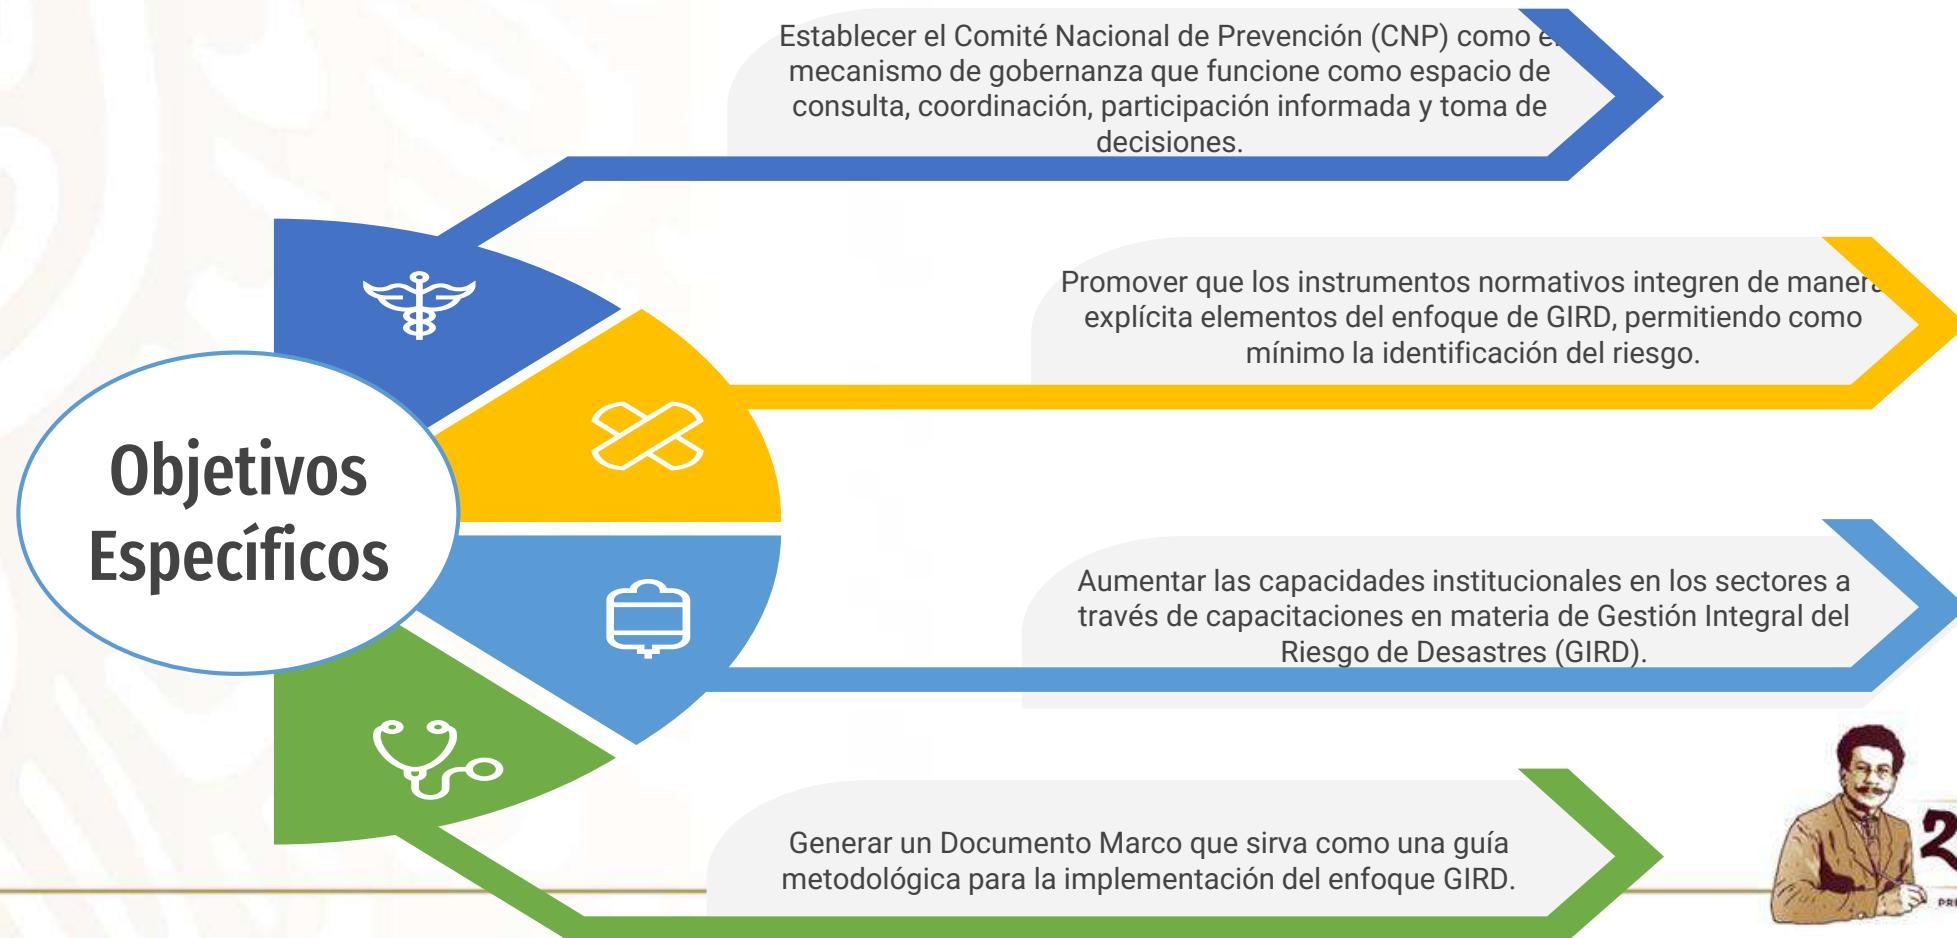 Establecer el Comité Nacional de Prevención (CNP) como el
mecanismo de gobernanza que funcione como espacio de
consulta, coordinación, participación informada y toma de
decisiones.
Promover que los instrumentos normativos integren de manera
explícita elementos del enfoque de GIRD, permitiendo como
mínimo la identificación del riesgo.
Objetivos
Específicos
Aumentar las capacidades institucionales en los sectores a
través de capacitaciones en materia de Gestión Integral del
Riesgo de Desastres (GIRD).
Generar un Documento Marco que sirva como una guía
metodológica para la implementación del enfoque GIRD.
2
PRE